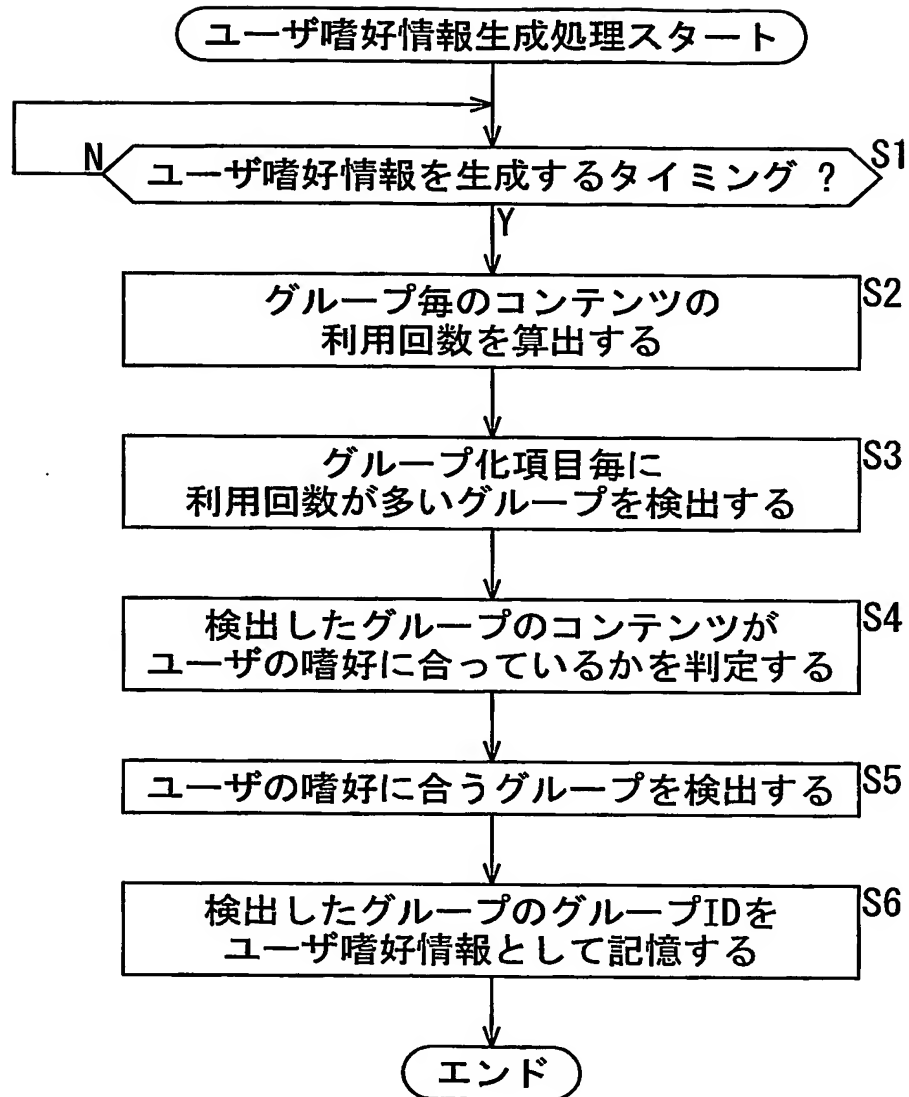 ユーザ嗜好情報生成処理スタート
N
ユーザ嗜好情報を生成するタイミング ?
S1
Y
グループ毎のコンテンツの
利用回数を算出する
S2
グループ化項目毎に
利用回数が多いグループを検出する
S3
検出したグループのコンテンツが
ユーザの嗜好に合っているかを判定する
S4
ユーザの嗜好に合うグループを検出する
S5
検出したグループのグループIDを
ユーザ嗜好情報として記憶する
S6
エンド